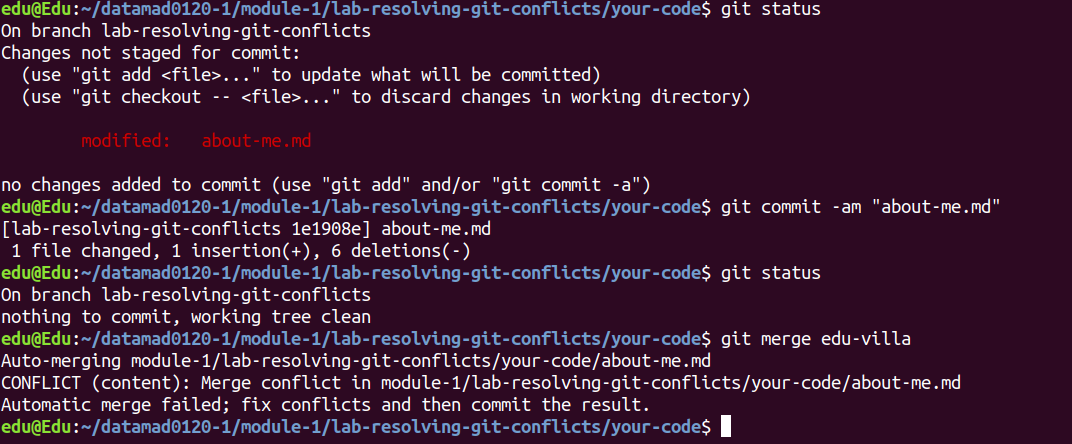 edu@Edu:~/datamad0120-1/module-1/lab-resolving-git-conflicts/your-code$ git status
On branch lab-resolving-git-conflicts
Changes not staged for commit:
  (use "git add <file>..." to update what will be committed)
  (use "git checkout -- <file>..." to discard changes in working directory)
        modified:   about-me.md
no changes added to commit (use "git add" and/or "git commit -a")
edu@Edu:~/datamad0120-1/module-1/lab-resolving-git-conflicts/your-code$ git commit -am "about-me.md"
[lab-resolving-git-conflicts 1e1908e] about-me.md
 1 file changed, 1 insertion(+), 6 deletions(-)
edu@Edu:~/datamad0120-1/module-1/lab-resolving-git-conflicts/your-code$ git status
On branch lab-resolving-git-conflicts
nothing to commit, working tree clean
edu@Edu:~/datamad0120-1/module-1/lab-resolving-git-conflicts/your-code$ git merge edu-villa
Auto-merging module-1/lab-resolving-git-conflicts/your-code/about-me.md
CONFLICT (content): Merge conflict in module-1/lab-resolving-git-conflicts/your-code/about-me.md
Automatic merge failed; fix conflicts and then commit the result.
edu@Edu:~/datamad0120-1/module-1/lab-resolving-git-conflicts/your-code$